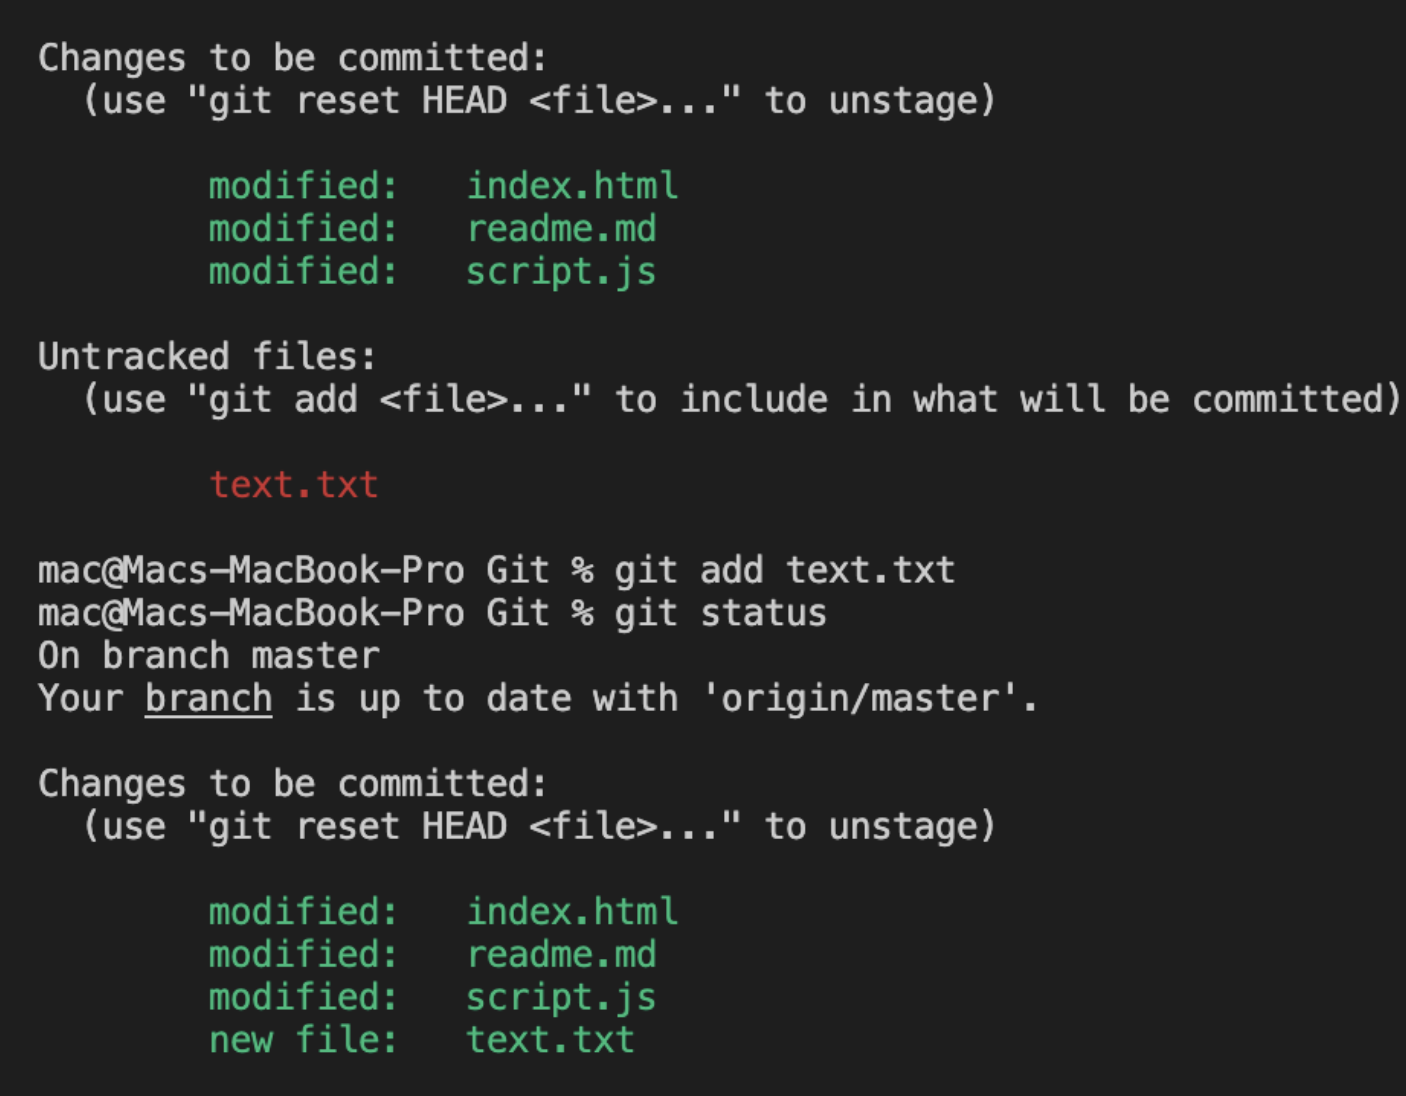 Changes to be committed:
  (use "git reset HEAD <file>..." to unstage)
        modified:   index.html
        modified:   readme.md
        modified:   script.js
Untracked files:
  (use "git add <file>..." to include in what will be committed)
        text.txt
mac@Macs-MacBook-Pro Git % git add text.txt
mac@Macs-MacBook-Pro Git % git status
On branch master
Your branch is up to date with 'origin/master'.
Changes to be committed:
  (use "git reset HEAD <file>..." to unstage)
        modified:   index.html
        modified:   readme.md
        modified:   script.js
        new file:   text.txt